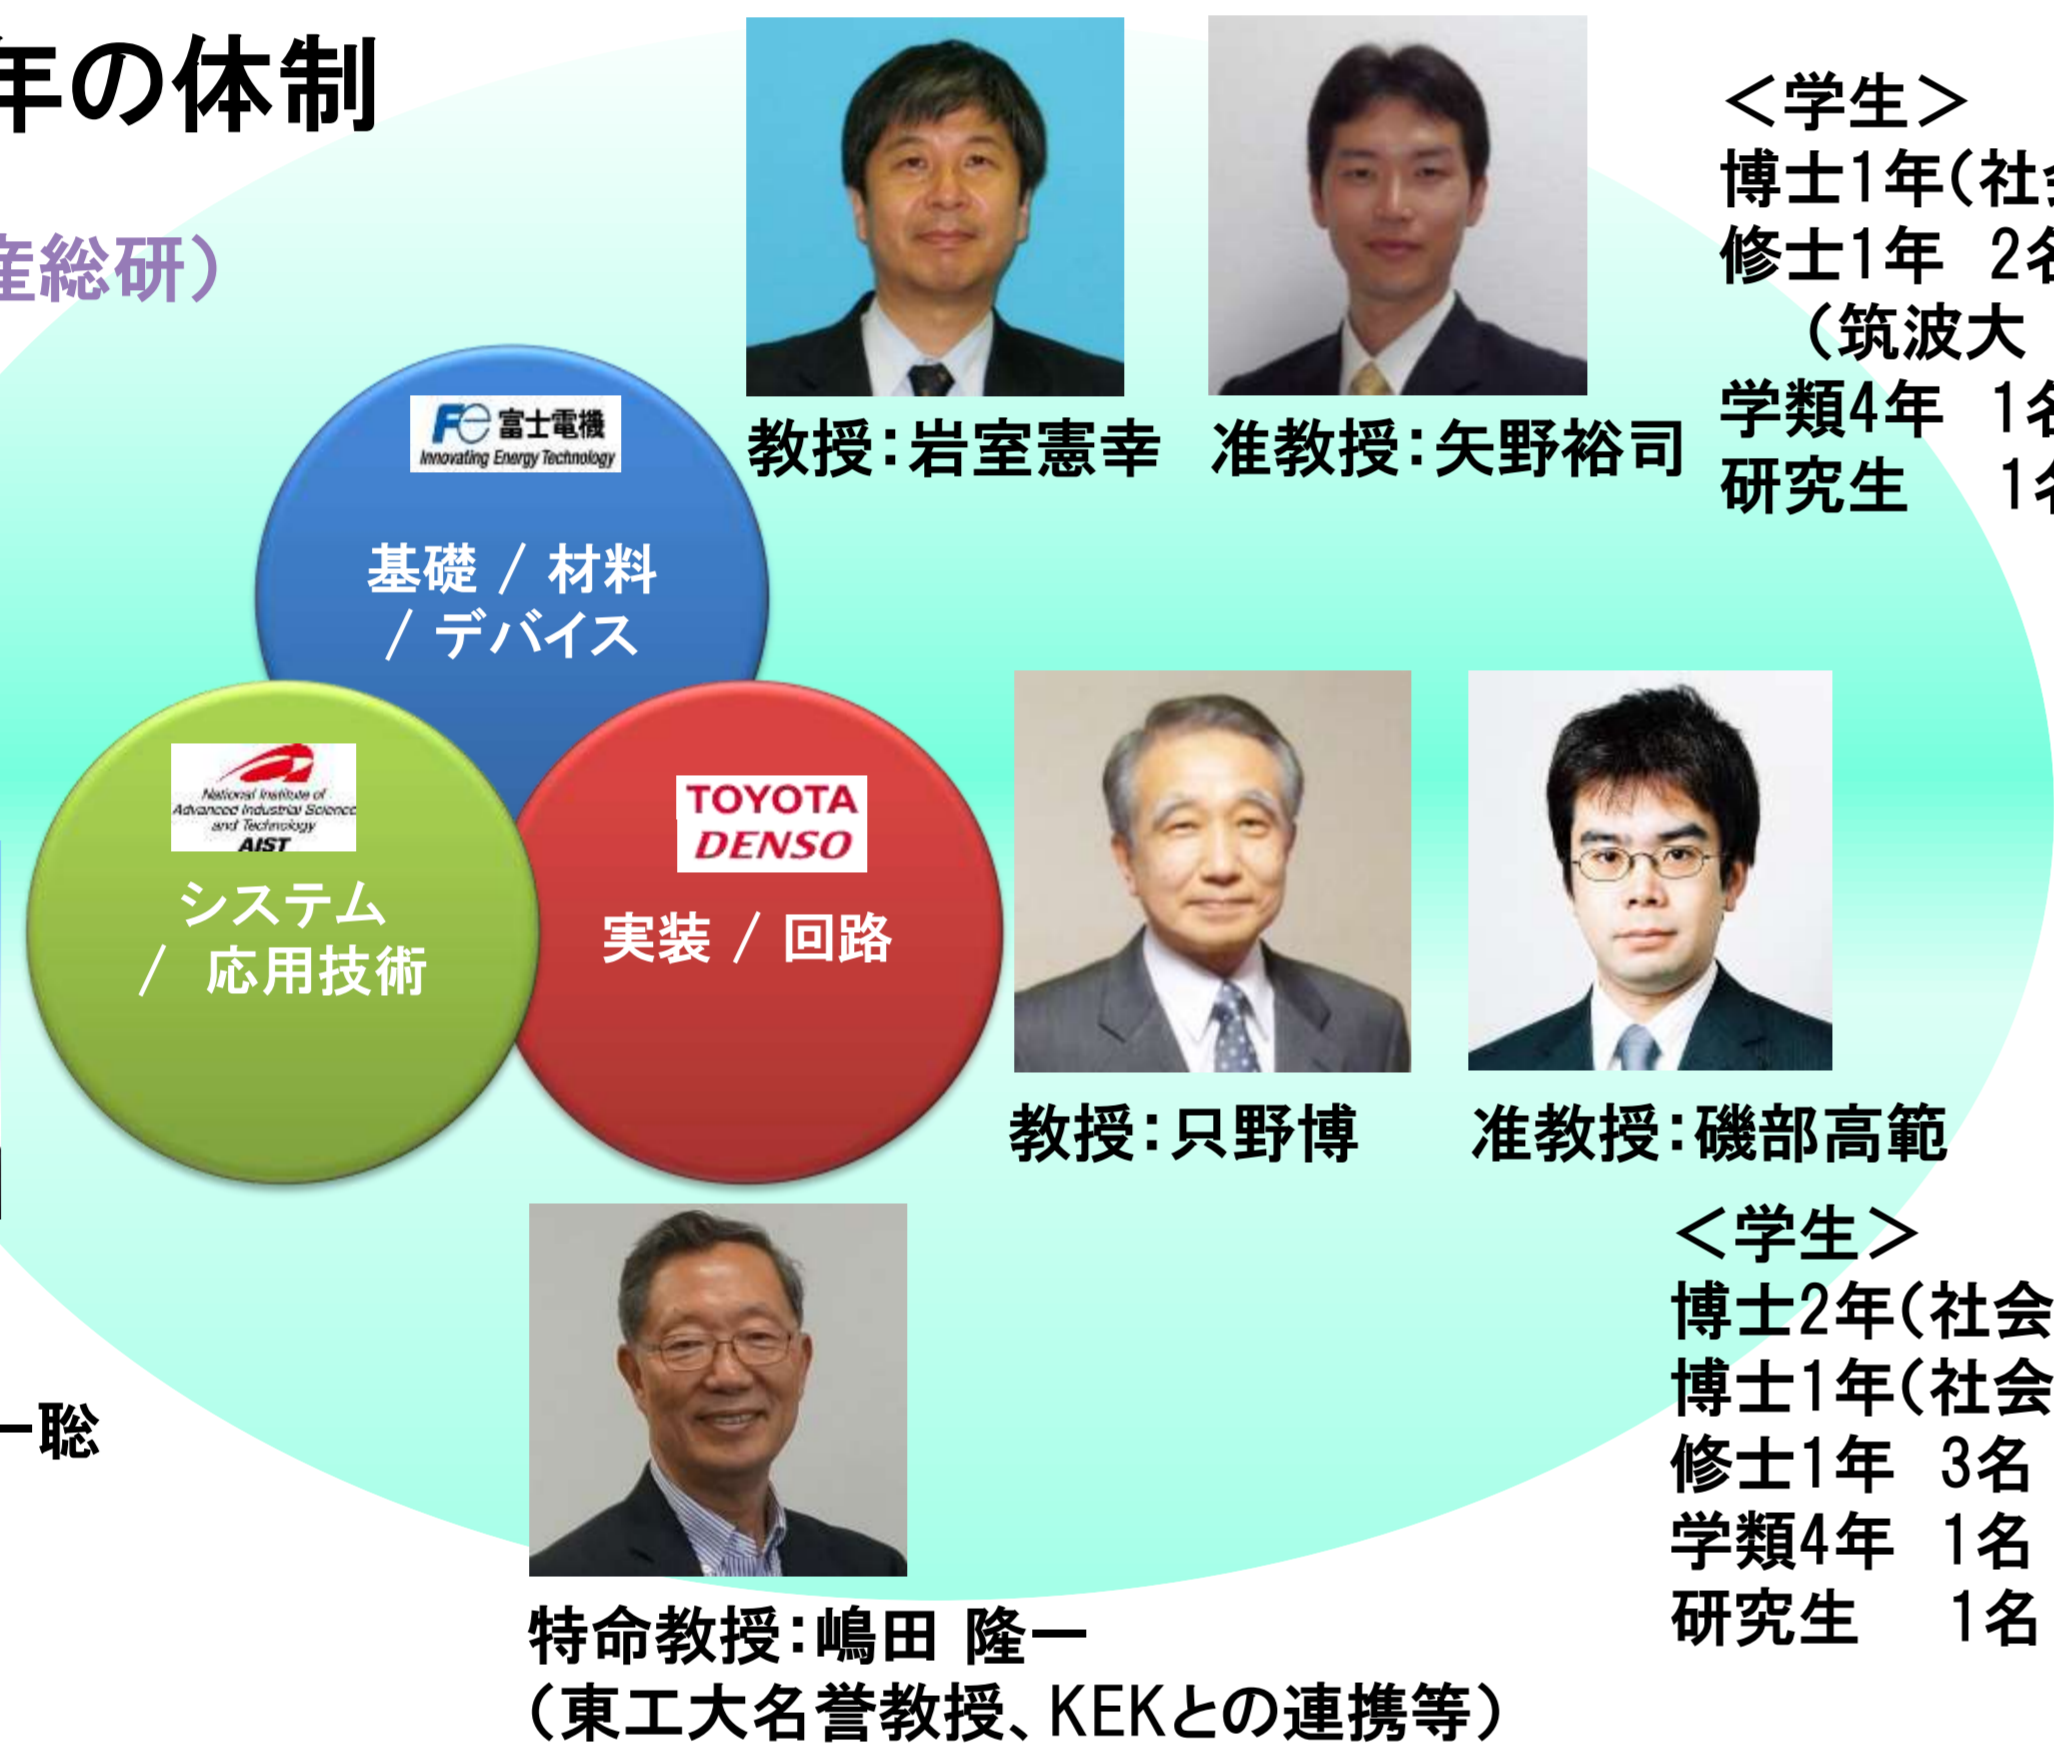 年の体制
産総研）
＜学生＞
博士1年（社会
修士1年 2名
（筑波大
学類4年 1名
研究生 1名
教授：岩室憲幸
准教授：矢野裕司
Fe 富士電機
Innovating Energy Technology
基礎 / 材料
/ デバイス
National Institute of
Advanced Industrial Science
and Technology
AIST
システム
/ 応用技術
TOYOTA
DENSO
実装 / 回路
教授：只野博
准教授：磯部高範
一聡
特命教授：嶋田 隆一
（東工大名誉教授、KEKとの連携等）
＜学生＞
博士2年（社会
博士1年（社会
修士1年 3名
学類4年 1名
研究生 1名